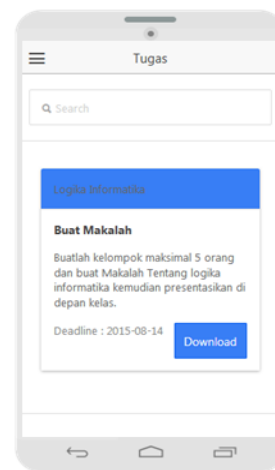 Tugas
Search
Logika Informatika
Buat Makalah
Buatlah kelompok maksimal 5 orang
dan buat Makalah Tentang logika
informatika kemudian presentasikan di
depan kelas.
Deadline : 2015-08-14
Download